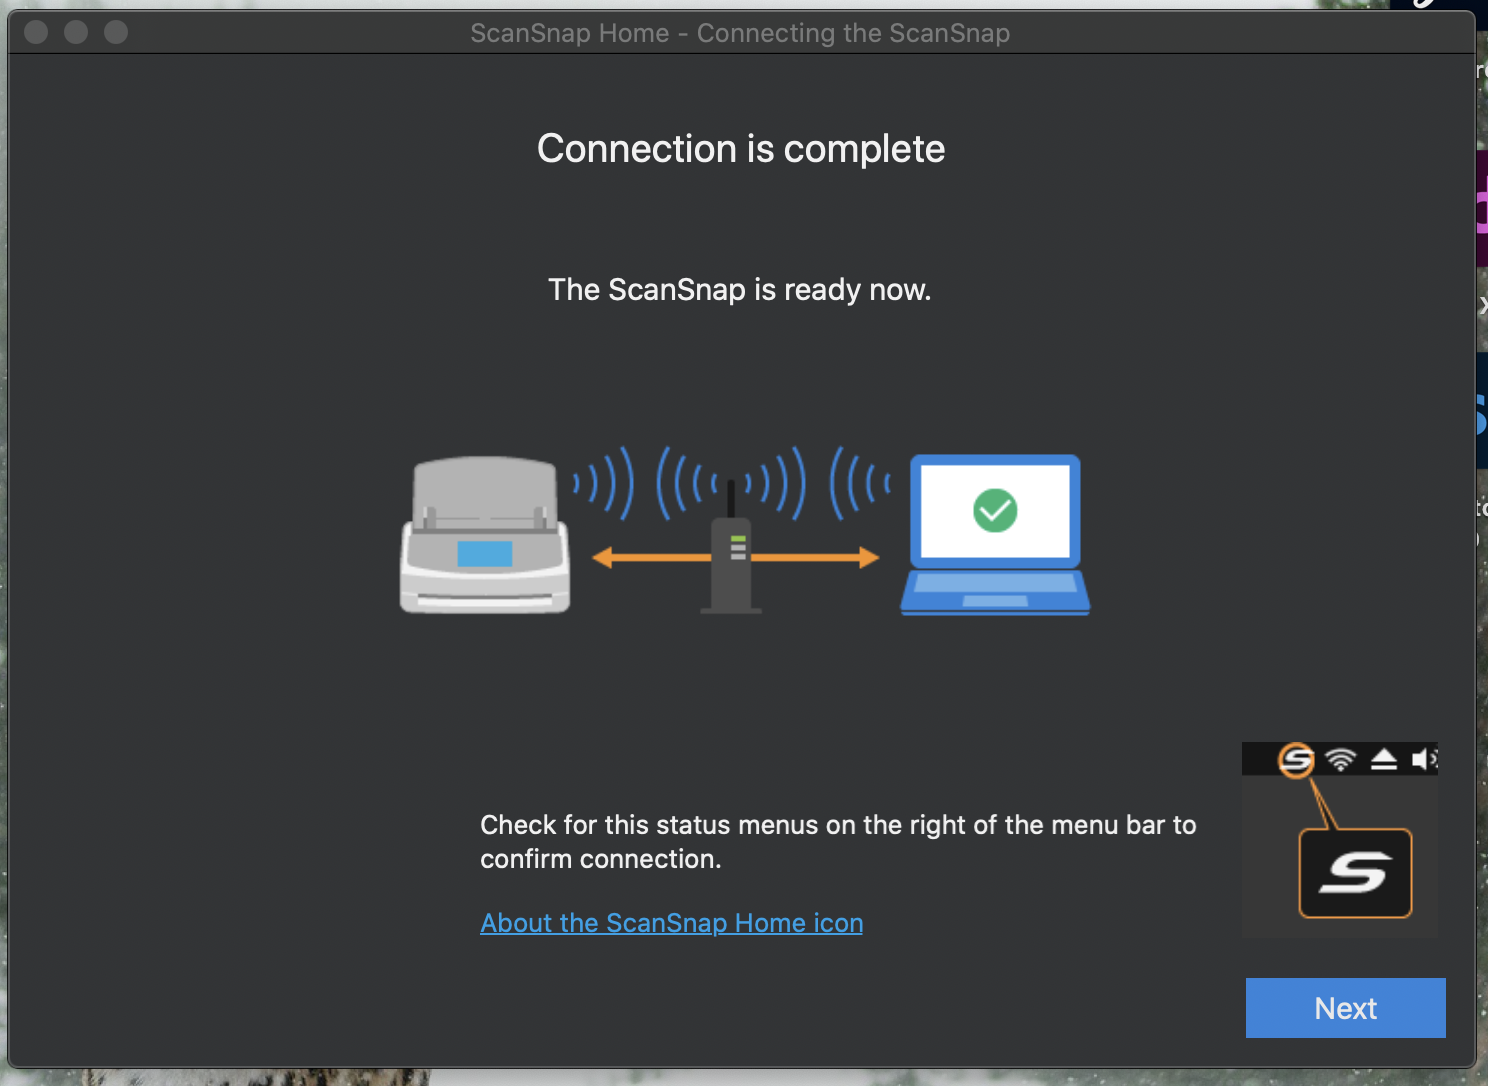 ScanSnap Home - Connecting the ScanSnap
Connection is complete
The ScanSnap is ready now.
Check for this status menus on the right of the menu bar to
confirm connection.
About the ScanSnap Home icon
Next